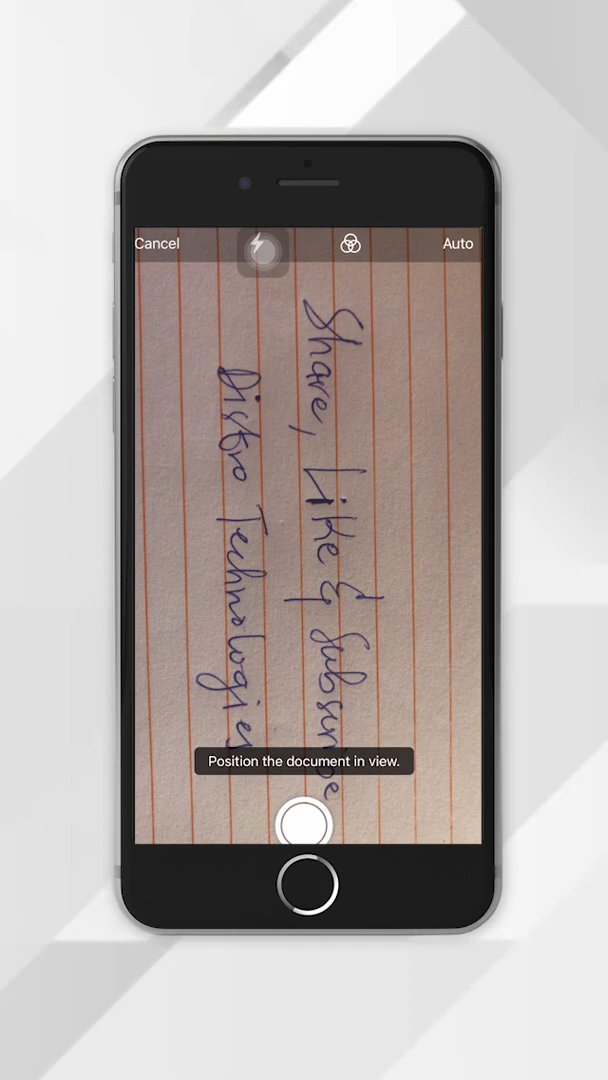 Cancel
Auto
Share, Like & Subscribe
Distro Technologies
Position the document in view.